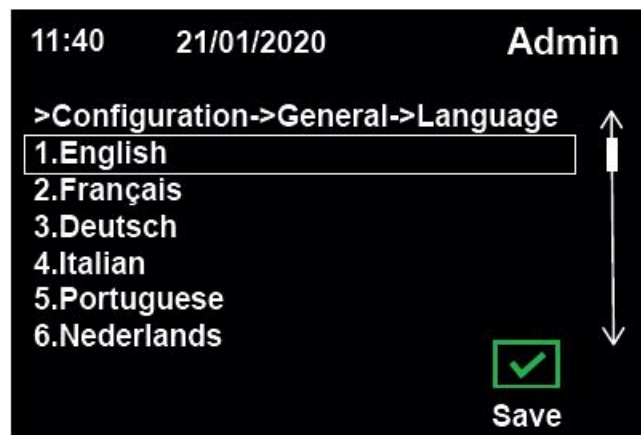 11:40 21/01/2020 Admin
>Configuration->General->Language
1.English
2.Français
3.Deutsch
4.Italian
5.Portuguese
6.Nederlands
Save